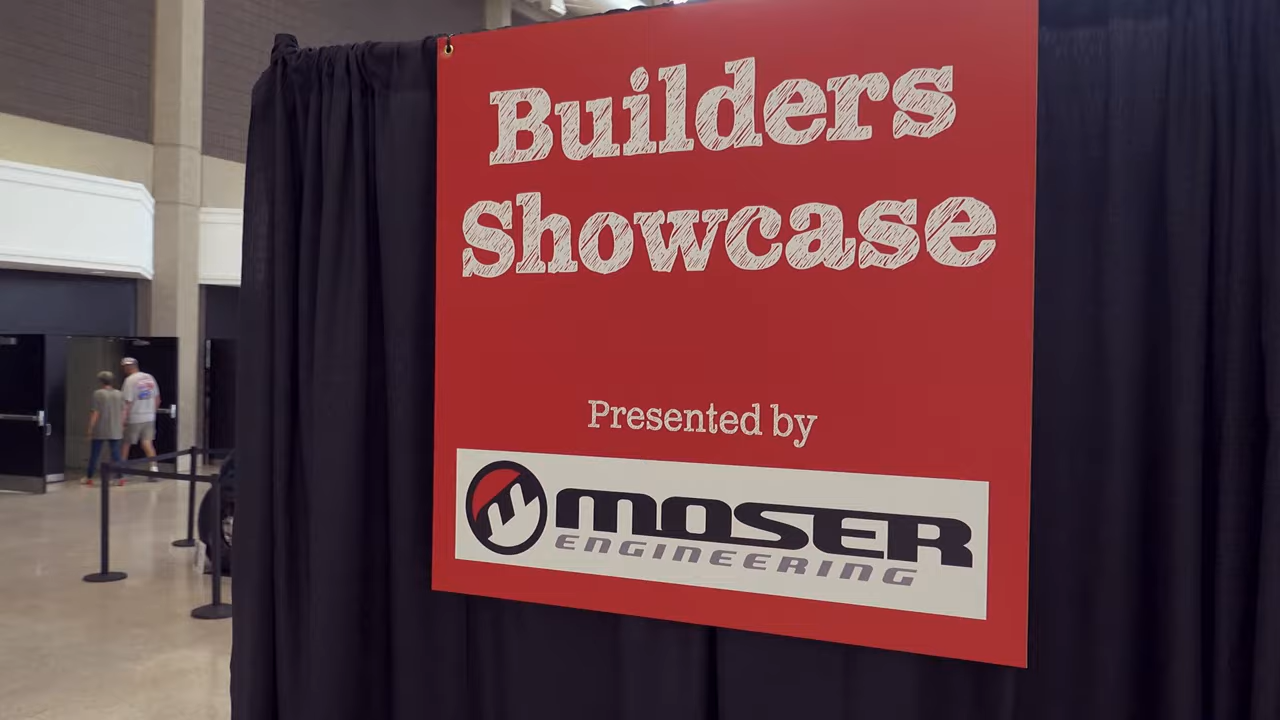 Builders
Showcase
Presented by
MOSER
ENGINEERING